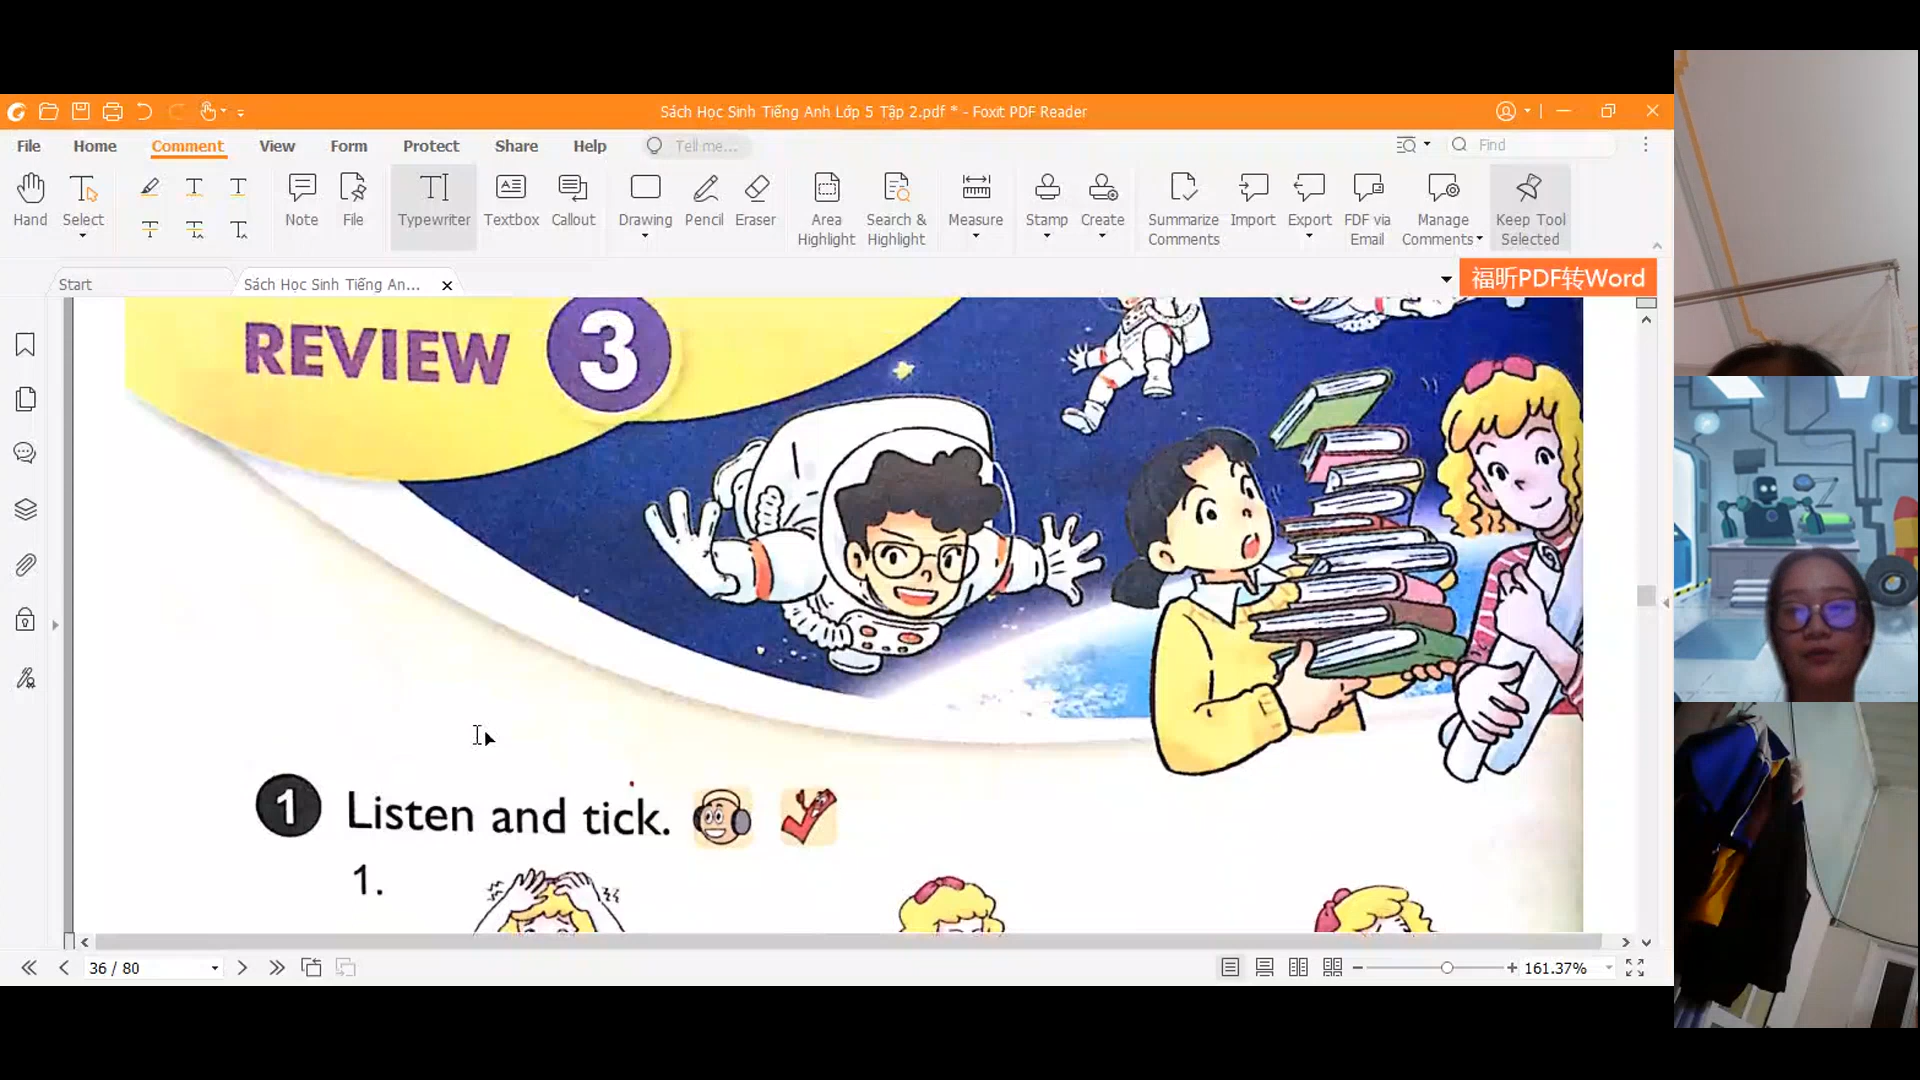 Sách Học Sinh Tiếng Anh Lớp 5 Tập 2.pdf * - Foxit PDF Reader
File Home Comment View Form Protect Share Help Tell me... Find
Hand Select Note File Typewriter Textbox Callout Drawing Pencil Eraser Area Highlight Search & Highlight Measure Stamp Create Summarize Comments Import Export FDF via Email Manage Comments Keep Tool Selected
Start Sách Học Sinh Tiếng An... 福昕PDF转Word
REVIEW 3
1 Listen and tick.
1.
36 / 80 161.37%